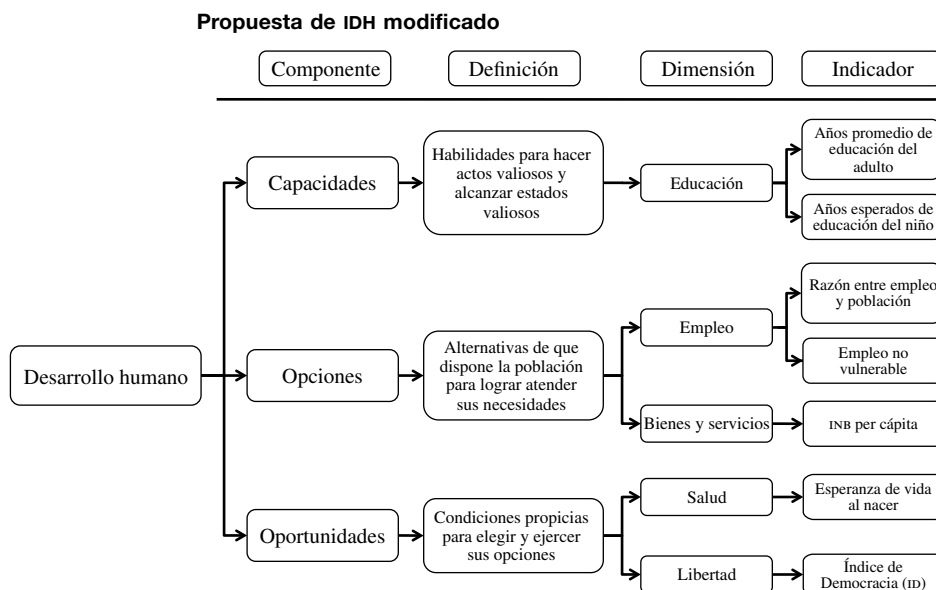 Propuesta de IDH modificado
Componente
Definición
Dimensión
Indicador
Desarrollo humano
Capacidades
Habilidades para hacer
actos valiosos y
alcanzar estados
valiosos
Educación
Años promedio de
educación del
adulto
Años esperados de
educación del niño
Opciones
Alternativas de que
dispone la población
para lograr atender
sus necesidades
Empleo
Razón entre empleo
y población
Empleo no
vulnerable
Bienes y servicios
INB per cápita
Oportunidades
Condiciones propicias
para elegir y ejercer
sus opciones
Salud
Esperanza de vida
al nacer
Libertad
Índice de
Democracia (ID)